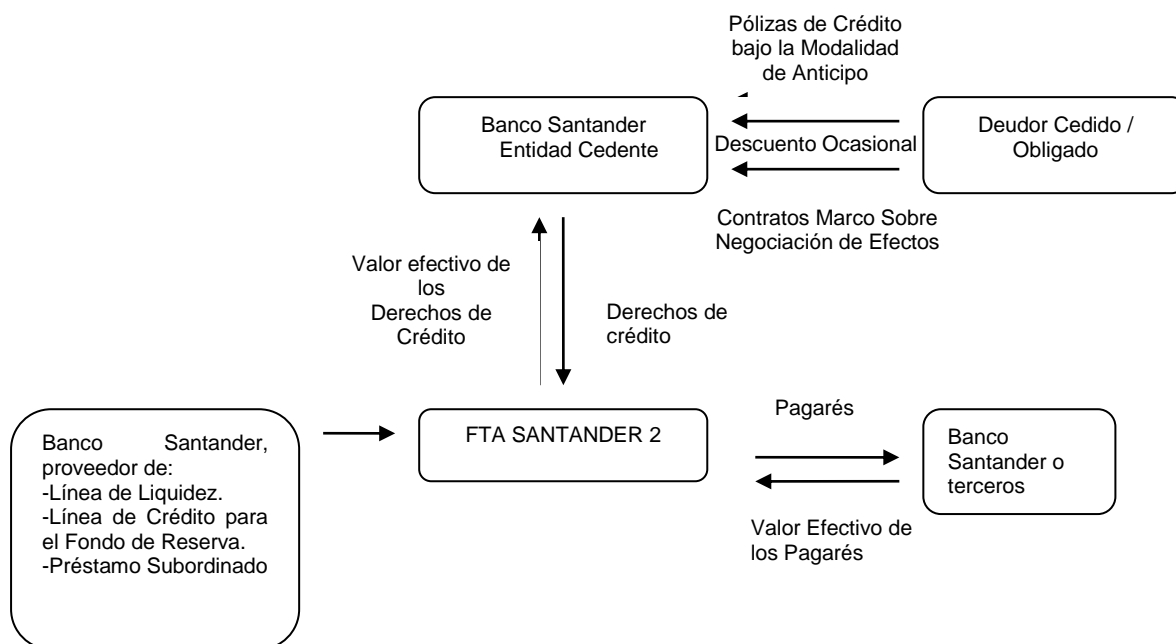 Pólizas de Crédito
bajo la Modalidad
de Anticipo
Banco Santander
Entidad Cedente
Descuento Ocasional
Deudor Cedido /
Obligado
Contratos Marco Sobre
Negociación de Efectos
Valor efectivo de
los
Derechos de
Crédito
Derechos de
crédito
Banco Santander,
proveedor de:
-Línea de Liquidez.
-Línea de Crédito para
el Fondo de Reserva.
-Préstamo Subordinado
FTA SANTANDER 2
Pagarés
Banco
Santander o
terceros
Valor Efectivo de
los Pagarés